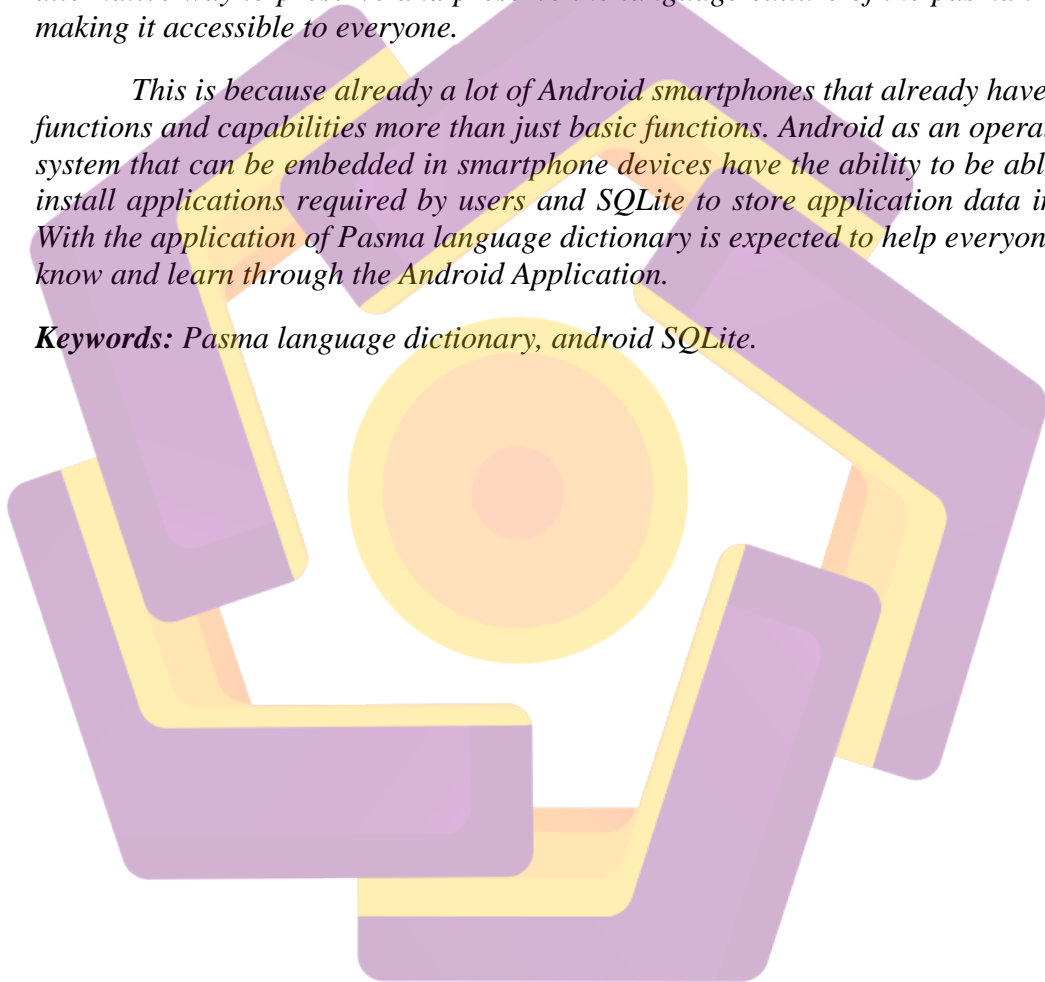 making it accessible to everyone.
This is because already a lot of Android smartphones that already have
functions and capabilities more than just basic functions. Android as an
system that can be embedded in smartphone devices have the ability to be
install applications required by users and SQLite to store application data
With the application of Pasma language dictionary is expected to help
know and learn through the Android Application.
Keywords: Pasma language dictionary, android SQLite.